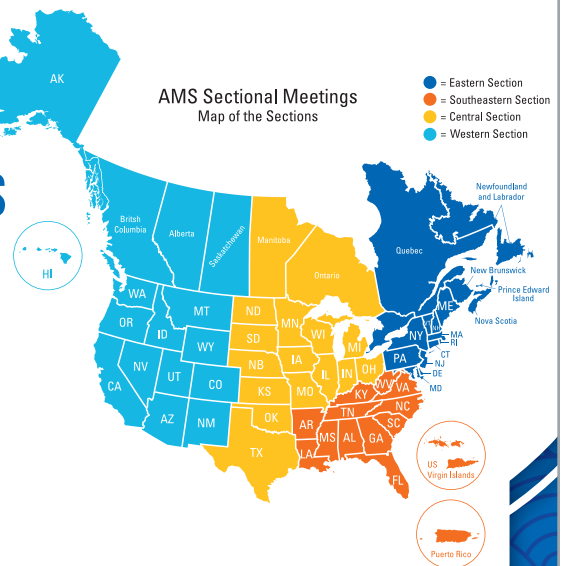 AK
AMS Sectional Meetings
Map of the Sections
= Eastern Section
= Southeastern Section
= Central Section
= Western Section
S
HI
Britsh
Columbia
Alberta
Saskatchewan
Manitoba
Ontario
Quebec
Newfoundland
and Labrador
New Brunswick
Prince Edward
Island
Nova Scotia
WA
OR
ID
MT
WY
NV
UT
CO
CA
AZ
NM
ND
SD
NB
KS
OK
TX
MN
IA
MO
WI
IL
IN
MI
OH
AR
LA
MS
AL
GA
FL
TN
KY
WV
VA
NC
SC
ME
VT
NH
NY
PA
MA
RI
CT
NJ
DE
MD
US
Virgin Islands
Puerto Rico